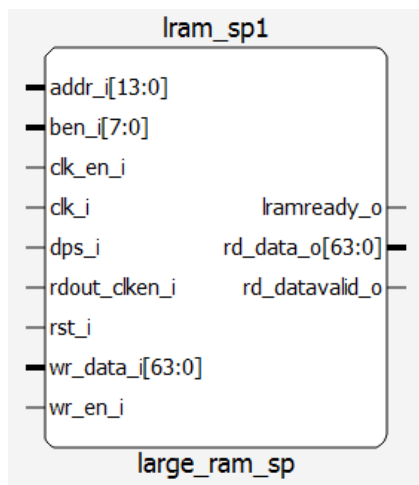 lram_sp1
addr_i[13:0]
ben_i[7:0]
clk_en_i
clk_i
lramready_o
dps_i
rd_data_o[63:0]
rdout_clken_i
rd_datavalid_o
rst_i
wr_data_i[63:0]
wr_en_i
large_ram_sp